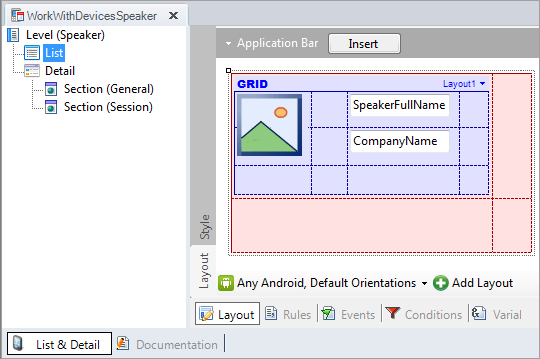 WorkWithDevicesSpeaker
Level (Speaker)
List
Detail
Section (General)
Section (Session)
Application Bar
Insert
GRID
Layout1
SpeakerFullName
CompanyName
Style
Layout
Any Android, Default Orientations
Add Layout
Layout
Rules
Events
Conditions
Varial
List & Detail
Documentation